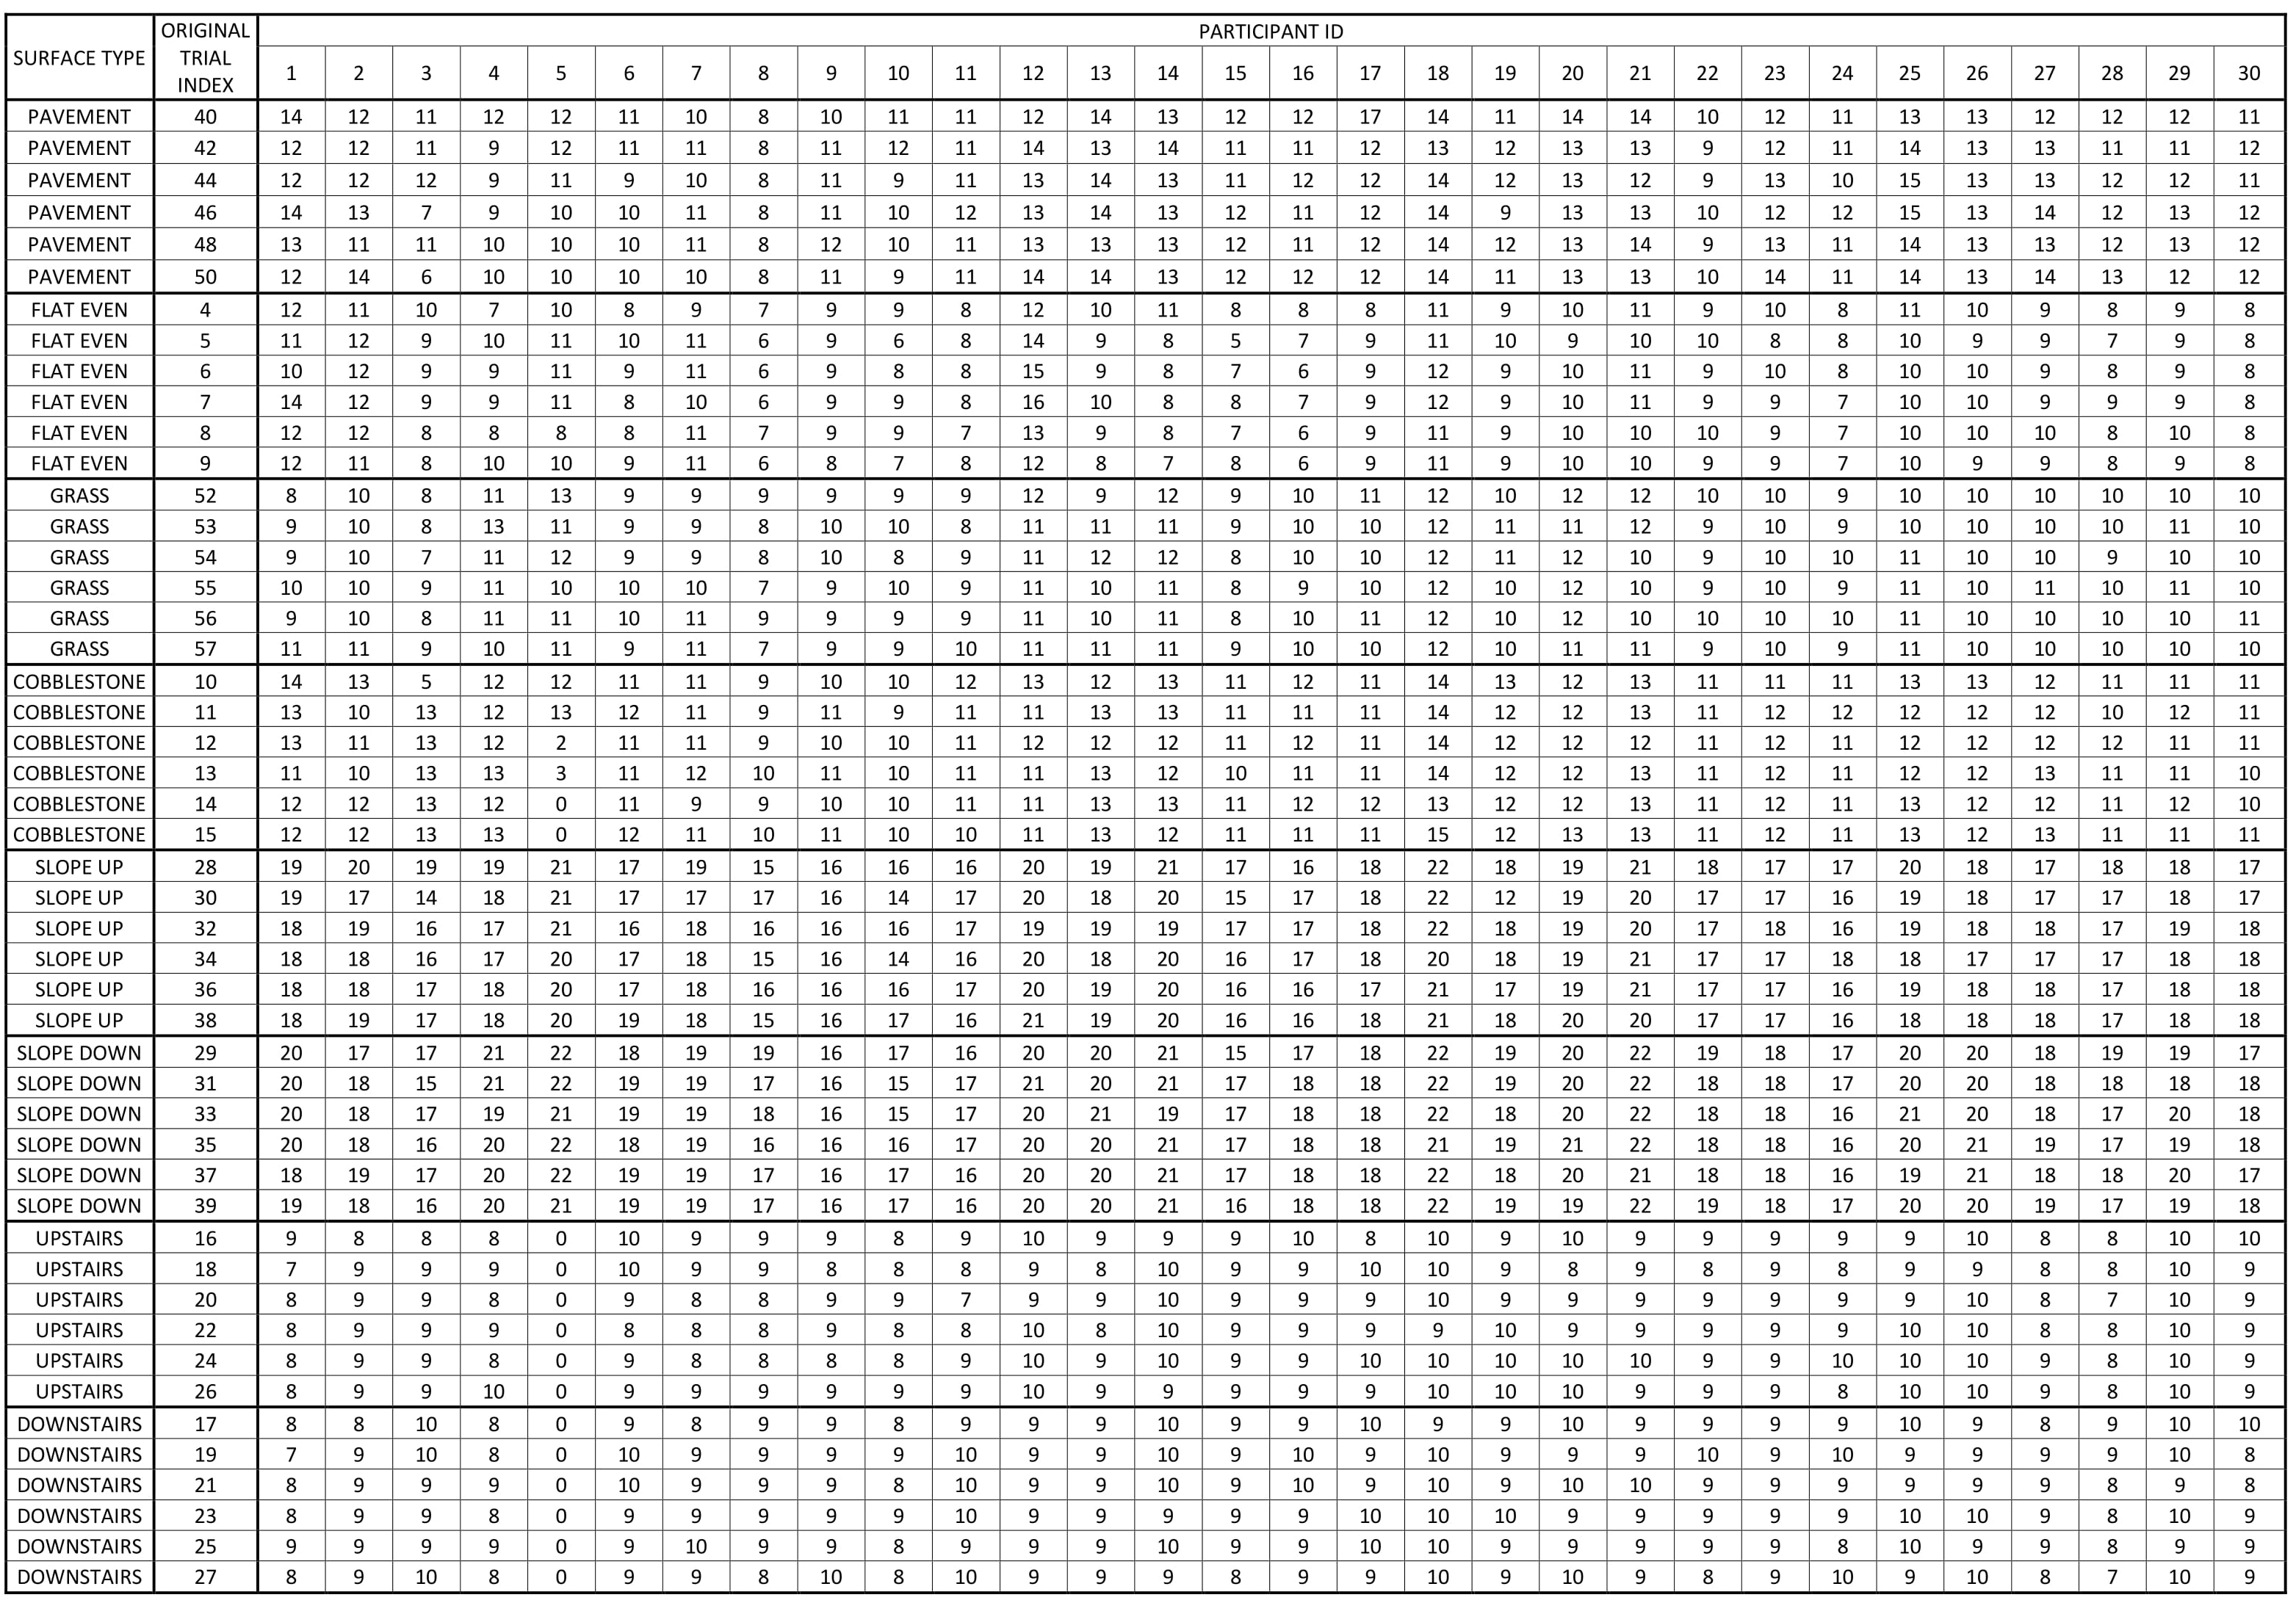 SURFACE TYPE ORIGINAL TRIAL INDEX PARTICIPANT ID
1 2 3 4 5 6 7 8 9 10 11 12 13 14 15 16 17 18 19 20 21 22 23 24 25 26 27 28 29 30
PAVEMENT 40 14 12 11 12 12 11 10 8 10 11 11 12 14 13 12 12 17 14 11 14 14 10 12 11 13 13 12 12 12 11
PAVEMENT 42 12 12 11 9 12 11 11 8 11 12 11 14 13 14 11 11 12 13 12 13 13 9 12 11 14 13 13 11 11 12
PAVEMENT 44 12 12 12 9 11 9 10 8 11 9 11 13 14 13 11 12 12 14 12 13 12 9 13 10 15 13 13 12 12 11
PAVEMENT 46 14 13 7 9 10 10 11 8 11 10 12 13 14 13 12 11 12 14 9 13 13 10 12 12 15 13 14 12 13 12
PAVEMENT 48 13 11 11 10 10 10 11 8 12 10 11 13 13 13 12 11 12 14 12 13 14 9 13 11 14 13 13 12 13 12
PAVEMENT 50 12 14 6 10 10 10 10 8 11 9 11 14 14 13 12 12 12 14 11 13 13 10 14 11 14 13 14 13 12 12
FLAT EVEN 4 12 11 10 7 10 8 9 7 9 9 8 12 10 11 8 8 8 11 9 10 11 9 10 8 11 10 9 8 9 8
FLAT EVEN 5 11 12 9 10 11 10 11 6 9 6 8 14 9 8 5 7 9 11 10 9 10 10 8 8 10 9 9 7 9 8
FLAT EVEN 6 10 12 9 9 11 9 11 6 9 8 8 15 9 8 7 6 9 12 9 10 11 9 10 8 10 10 9 8 9 8
FLAT EVEN 7 14 12 9 9 11 8 10 6 9 9 8 16 10 8 8 7 9 12 9 10 11 9 9 7 10 10 9 9 9 8
FLAT EVEN 8 12 12 8 8 8 8 11 7 9 9 7 13 9 8 7 6 9 11 9 10 10 10 9 7 10 10 10 8 10 8
FLAT EVEN 9 12 11 8 10 10 9 11 6 8 7 8 12 8 7 8 6 9 11 9 10 10 9 9 7 10 9 9 8 9 8
GRASS 52 8 10 8 11 13 9 9 9 9 9 9 12 9 12 9 10 11 12 10 12 12 10 10 9 10 10 10 10 10 10
GRASS 53 9 10 8 13 11 9 9 8 10 10 8 11 11 11 9 10 10 12 11 11 12 9 10 9 10 10 10 10 11 10
GRASS 54 9 10 7 11 12 9 9 8 10 8 9 11 12 12 8 10 10 12 11 12 10 9 10 10 11 10 10 9 10 10
GRASS 55 10 10 9 11 10 10 10 7 9 10 9 11 10 11 8 9 10 12 10 12 10 9 10 9 11 10 11 10 11 10
GRASS 56 9 10 8 11 11 10 11 9 9 9 9 11 10 11 8 10 11 12 10 12 10 10 10 10 11 10 10 10 10 11
GRASS 57 11 11 9 10 11 9 11 7 9 9 10 11 11 11 9 10 10 12 10 11 11 9 10 9 11 10 10 10 10 10
COBBLESTONE 10 14 13 5 12 12 11 11 9 10 10 12 13 12 13 11 12 11 14 13 12 13 11 11 11 13 13 12 11 11 11
COBBLESTONE 11 13 10 13 12 13 12 11 9 11 9 11 11 13 13 11 11 11 14 12 12 13 11 12 12 12 12 12 10 12 11
COBBLESTONE 12 13 11 13 12 2 11 11 9 10 10 11 12 12 12 11 12 11 14 12 12 12 11 12 11 12 12 12 12 11 11
COBBLESTONE 13 11 10 13 13 3 11 12 10 11 10 11 11 13 12 10 11 11 14 12 12 13 11 12 11 12 12 13 11 11 10
COBBLESTONE 14 12 12 13 12 0 11 9 9 10 10 11 11 13 13 11 12 12 13 12 12 13 11 12 11 13 12 12 11 12 10
COBBLESTONE 15 12 12 13 13 0 12 11 10 11 10 10 11 13 12 11 11 11 15 12 13 13 11 12 11 13 12 13 11 11 11
SLOPE UP 28 19 20 19 19 21 17 19 15 16 16 16 20 19 21 17 16 18 22 18 19 21 18 17 17 20 18 17 18 18 17
SLOPE UP 30 19 17 14 18 21 17 17 17 16 14 17 20 18 20 15 17 18 22 12 19 20 17 17 16 19 18 17 18 18 17
SLOPE UP 32 18 19 16 17 21 16 18 16 16 16 17 19 19 19 17 17 18 22 18 19 20 17 18 16 19 18 18 17 19 18
SLOPE UP 34 18 18 16 17 20 17 18 15 16 14 16 20 18 20 16 17 18 20 18 19 21 17 17 16 18 17 17 17 18 18
SLOPE UP 36 18 18 17 18 20 17 18 16 16 16 17 20 19 20 16 16 17 21 17 19 21 17 17 16 19 18 18 17 18 18
SLOPE UP 38 18 19 17 18 20 19 18 15 16 17 16 21 19 20 16 16 18 21 18 20 20 17 17 16 18 18 18 17 18 18
SLOPE DOWN 29 20 17 17 21 22 18 19 19 16 17 16 20 20 21 15 17 18 22 19 20 22 19 18 17 20 20 18 19 19 17
SLOPE DOWN 31 20 18 15 21 22 19 19 17 16 15 17 21 20 21 17 18 18 22 19 20 22 18 18 17 20 20 18 18 18 18
SLOPE DOWN 33 20 18 17 19 21 19 19 18 16 15 17 20 21 19 17 18 18 22 18 20 22 18 18 16 21 20 18 17 20 18
SLOPE DOWN 35 20 18 16 20 22 18 19 16 16 16 17 20 20 21 17 18 18 21 19 21 22 18 18 16 20 21 19 17 19 18
SLOPE DOWN 37 18 19 17 20 22 19 19 17 16 17 16 20 20 21 17 18 18 22 18 20 21 18 18 16 19 21 18 18 20 17
SLOPE DOWN 39 19 18 16 20 21 19 19 17 16 17 16 20 20 21 16 18 18 22 19 19 22 19 18 17 20 20 19 17 19 18
UPSTAIRS 16 9 8 8 8 0 10 9 9 9 8 9 10 9 9 9 10 8 10 9 10 9 9 9 9 9 10 8 8 10 10
UPSTAIRS 18 7 9 9 9 0 10 9 9 8 8 8 9 8 10 9 9 10 10 9 8 9 8 9 8 9 9 8 8 10 9
UPSTAIRS 20 8 9 9 8 0 9 8 8 9 9 7 9 9 10 9 9 9 10 9 9 9 9 9 9 9 10 8 7 10 9
UPSTAIRS 22 8 9 9 9 0 8 8 8 9 8 8 10 8 10 9 9 9 9 10 9 9 9 9 9 10 10 8 8 10 9
UPSTAIRS 24 8 9 9 8 0 9 8 8 8 8 9 10 9 10 9 9 10 10 10 10 10 9 9 10 10 10 9 8 10 9
UPSTAIRS 26 8 9 9 10 0 9 9 9 9 9 9 10 9 9 9 9 9 10 10 10 9 9 9 8 10 10 9 8 10 9
DOWNSTAIRS 17 8 8 10 8 0 9 8 9 9 8 9 9 9 10 9 9 10 9 9 10 9 9 9 9 10 9 8 9 10 10
DOWNSTAIRS 19 7 9 10 8 0 10 9 9 9 9 10 9 9 10 9 10 9 10 9 9 9 10 9 10 9 9 9 9 10 8
DOWNSTAIRS 21 8 9 9 9 0 10 9 9 9 8 10 9 9 10 9 10 9 10 9 10 10 9 9 9 9 9 9 8 9 8
DOWNSTAIRS 23 8 9 9 8 0 9 9 9 9 9 10 9 9 9 9 9 10 10 10 9 9 9 9 9 10 10 9 8 10 9
DOWNSTAIRS 25 9 9 9 9 0 9 10 9 9 8 9 9 9 10 9 9 10 10 9 9 9 9 9 8 10 9 9 8 9 9
DOWNSTAIRS 27 8 9 10 8 0 9 9 8 10 8 10 9 9 9 8 9 9 10 9 10 9 8 9 10 9 10 8 7 10 9